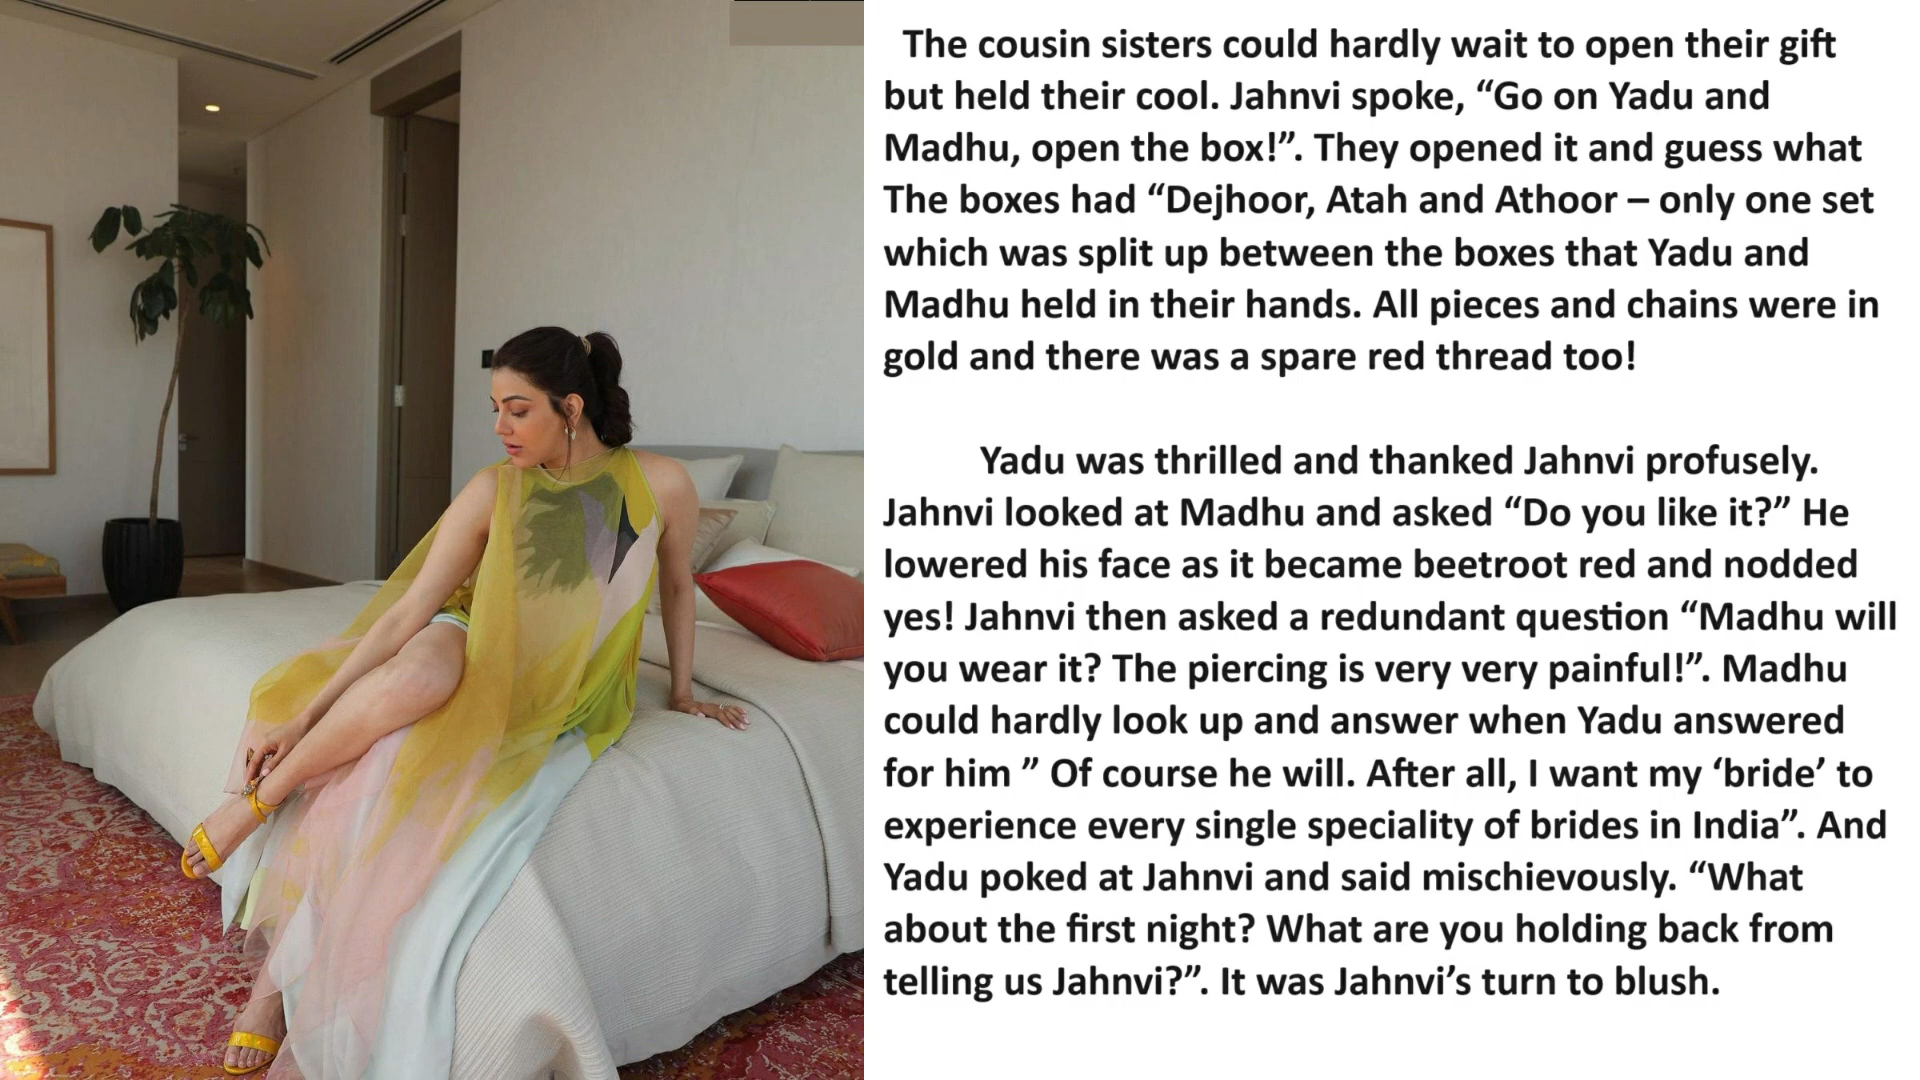 The cousin sisters could hardly wait to open their gift
but held their cool. Jahnvi spoke, “Go on Yadu and
Madhu, open the box!”. They opened it and guess what
The boxes had “Dejhoor, Atah and Athoor – only one set
which was split up between the boxes that Yadu and
Madhu held in their hands. All pieces and chains were in
gold and there was a spare red thread too!
Yadu was thrilled and thanked Jahnvi profusely.
Jahnvi looked at Madhu and asked “Do you like it?” He
lowered his face as it became beetroot red and nodded
yes! Jahnvi then asked a redundant question “Madhu will
you wear it? The piercing is very very painful!”. Madhu
could hardly look up and answer when Yadu answered
for him ” Of course he will. After all, I want my ‘bride’ to
experience every single speciality of brides in India”. And
Yadu poked at Jahnvi and said mischievously. “What
about the first night? What are you holding back from
telling us Jahnvi?”. It was Jahnvi’s turn to blush.